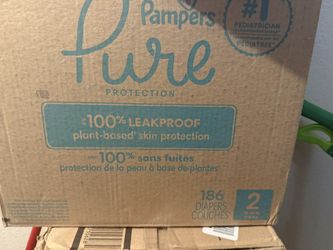 Pampers
#1
PEDIATRICIAN
PÉDIATRES
Pure
PROTECTION
100% LEAKPROOF
plant-based* skin protection
100% sans fuites
protection de la peau à base de plantes*
186
DIAPERS
COUCHES
2